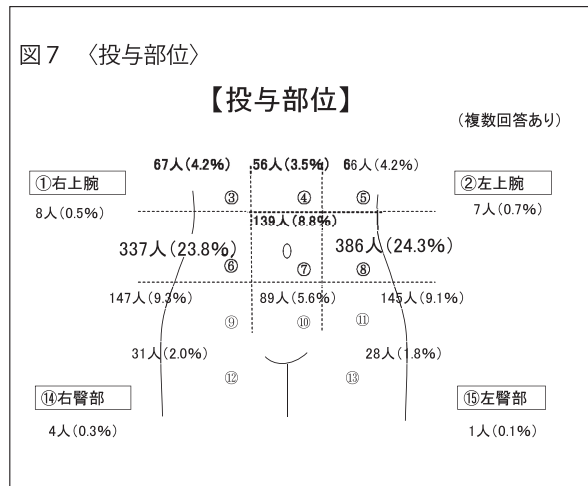 図7 〈投与部位〉
【投与部位】
(複数回答あり)
67人(4.2%) 56人(3.5%) 66人(4.2%)
①右上腕 ③ ④ ⑤ ②左上腕
8人(0.5%) 7人(0.7%)
139人(8.8%)
337人(23.8%) 386人(24.3%)
⑥ ⑦ ⑧
147人(9.3%) 89人(5.6%) 145人(9.1%)
⑨ ⑩ ⑪
31人(2.0%) 28人(1.8%)
⑫ ⑬
⑭右臀部 ⑮左臀部
4人(0.3%) 1人(0.1%)